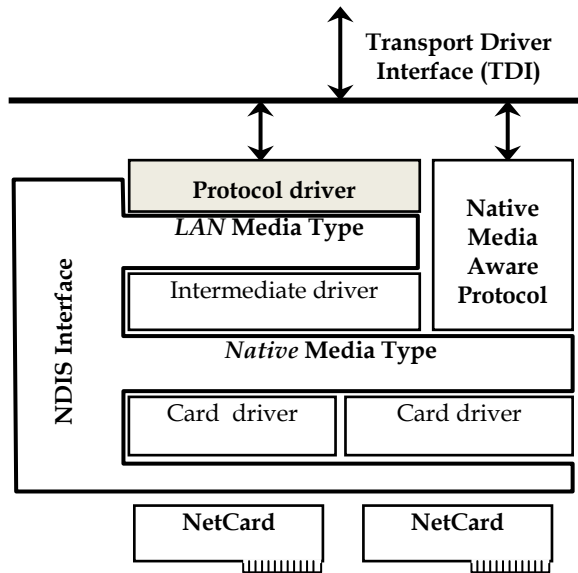 Transport Driver
Interface (TDI)
Protocol driver
LAN Media Type
Native
Media
Aware
Protocol
Intermediate driver
NDIS Interface
Native Media Type
Card driver
Card driver
NetCard
NetCard